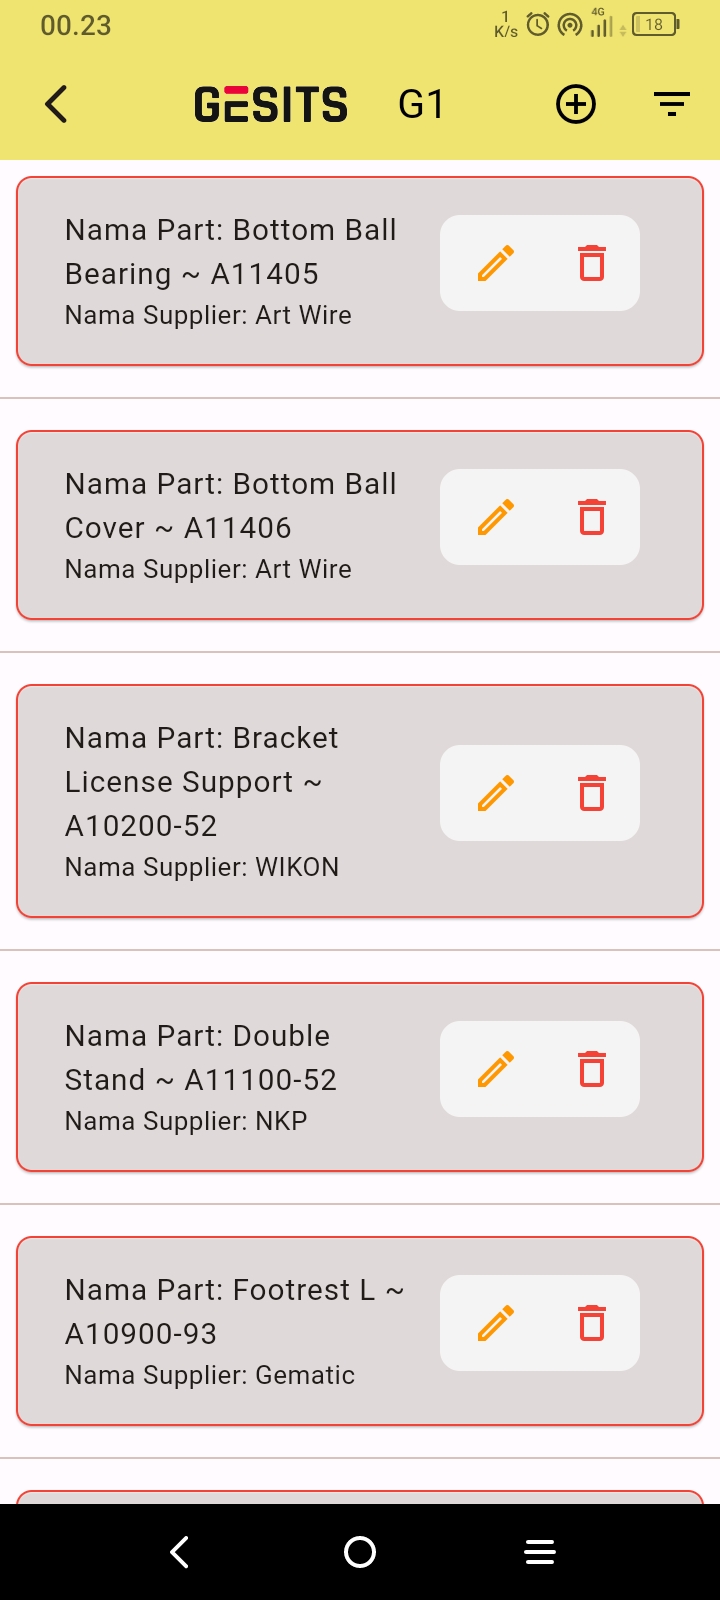 00.23
1
K/s
4G
18
GESITS G1
Nama Part: Bottom Ball
Bearing ~ A11405
Nama Supplier: Art Wire
Nama Part: Bottom Ball
Cover ~ A11406
Nama Supplier: Art Wire
Nama Part: Bracket
License Support ~
A10200-52
Nama Supplier: WIKON
Nama Part: Double
Stand ~ A11100-52
Nama Supplier: NKP
Nama Part: Footrest L ~
A10900-93
Nama Supplier: Gematic